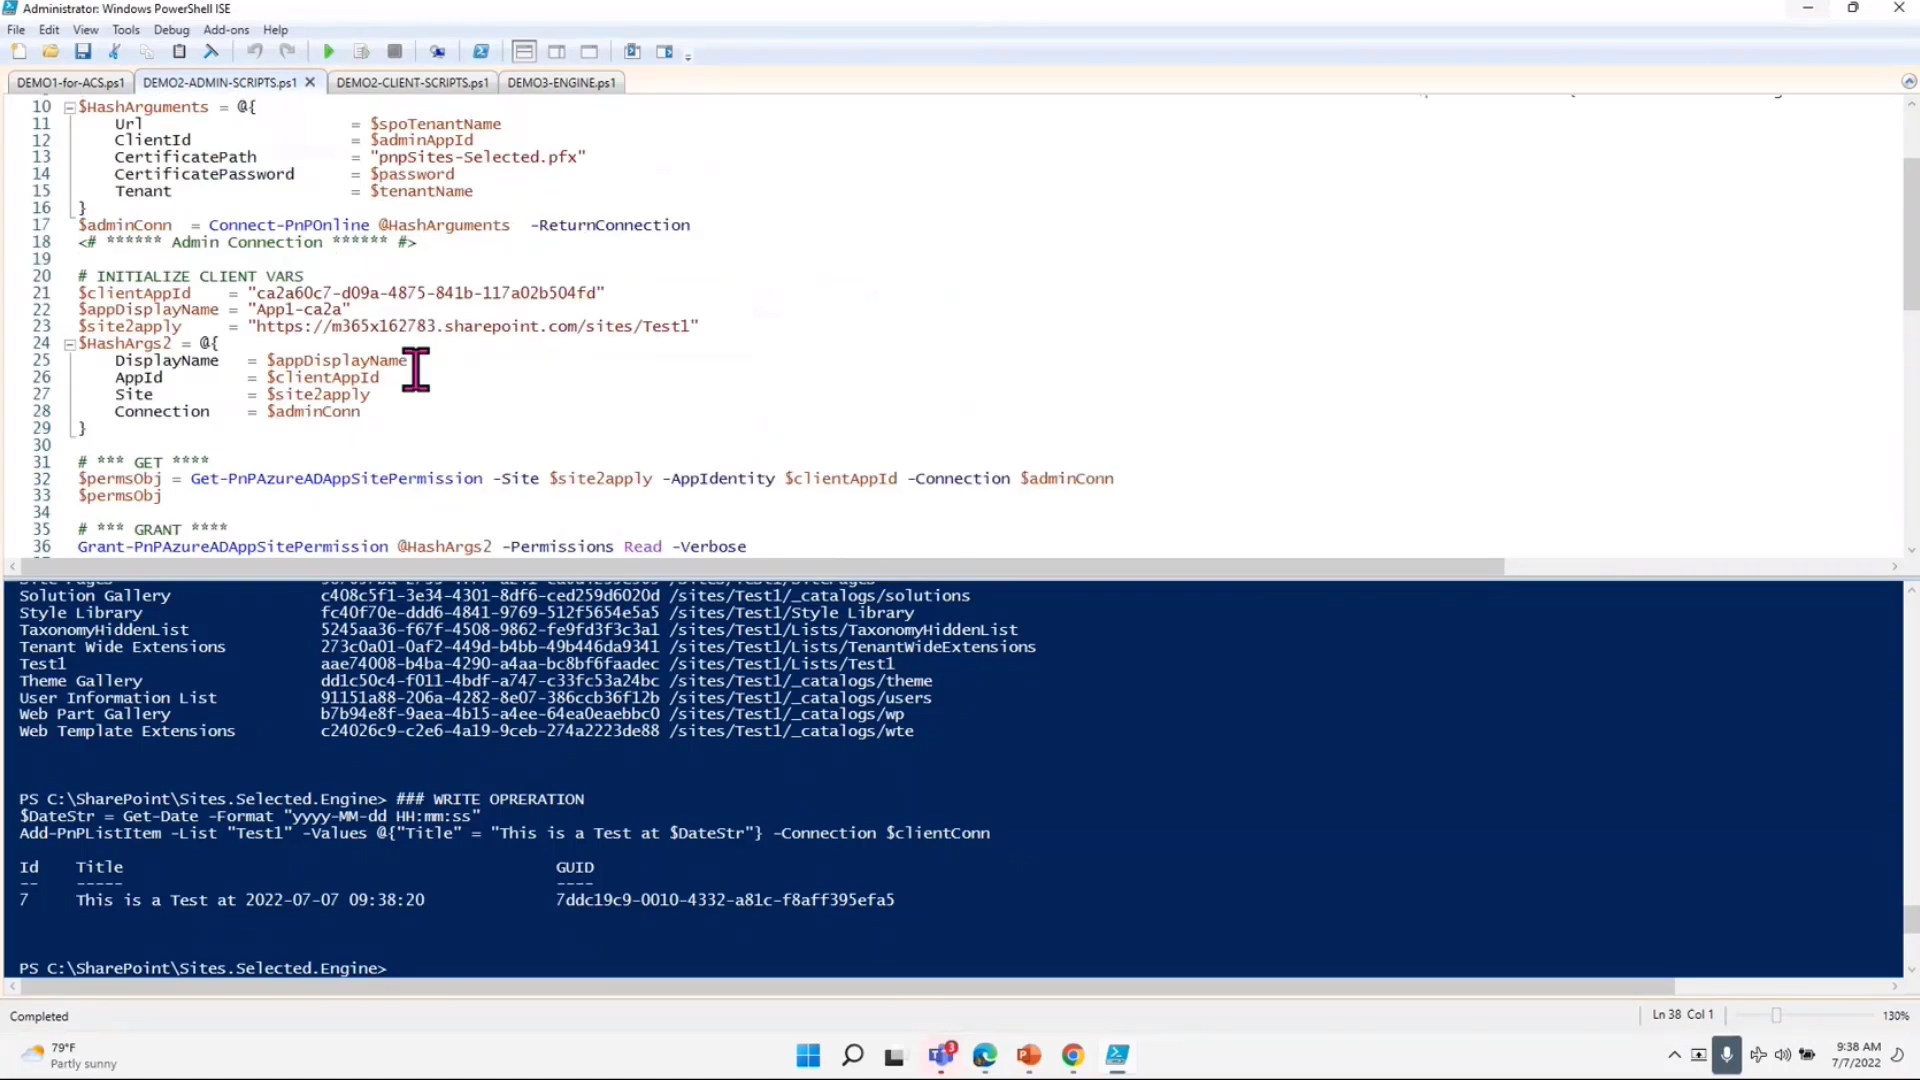 Administrator: Windows PowerShell ISE
File Edit View Tools Debug Add-ons Help
DEMO1-for-ACS.ps1 DEMO2-ADMIN-SCRIPTS.ps1 DEMO2-CLIENT-SCRIPTS.ps1 DEMO3-ENGINE.ps1
10 $HashArguments = @{
11 Url = $spoTenantName
12 ClientId = $adminAppId
13 CertificatePath = "pnpSites-Selected.pfx"
14 CertificatePassword = $password
15 Tenant = $tenantName
16 }
17 $adminConn = Connect-PnPOnline @HashArguments -ReturnConnection
18 <# ****** Admin Connection ****** #>
19
20 # INITIALIZE CLIENT VARS
21 $clientAppId = "ca2a60c7-d09a-4875-841b-117a02b504fd"
22 $appDisplayName = "App1-ca2a"
23 $site2apply = "https://m365x162783.sharepoint.com/sites/Test1"
24 $HashArgs2 = @{
25 DisplayName = $appDisplayName
26 AppId = $clientAppId
27 Site = $site2apply
28 Connection = $adminConn
29 }
30
31 # *** GET ****
32 $permsObj = Get-PnPAzureADAppSitePermission -Site $site2apply -AppIdentity $clientAppId -Connection $adminConn
33 $permsObj
34
35 # *** GRANT ****
36 Grant-PnPAzureADAppSitePermission @HashArgs2 -Permissions Read -Verbose
Solution Gallery c408c5f1-3e34-4301-8df6-ced259d6020d /sites/Test1/_catalogs/solutions
Style Library fc40f70e-ddd6-4841-9769-512f5654e5a5 /sites/Test1/Style Library
TaxonomyHiddenList 5245aa36-f67f-4508-9862-fe9fd3f3c3a1 /sites/Test1/Lists/TaxonomyHiddenList
Tenant Wide Extensions 273c0a01-0af2-449d-b4bb-49b446da9341 /sites/Test1/Lists/TenantWideExtensions
Test1 aae74008-b4ba-4290-a4aa-bc8bf6faadec /sites/Test1/Lists/Test1
Theme Gallery dd1c50c4-f011-4bdf-a747-c33fc53a24bc /sites/Test1/_catalogs/theme
User Information List 91151a88-206a-4282-8e07-386ccb36f12b /sites/Test1/_catalogs/users
Web Part Gallery b7b94e8f-9aea-4b15-a4ee-64ea0eaebbc0 /sites/Test1/_catalogs/wp
Web Template Extensions c24026c9-c2e6-4a19-9ceb-274a2223de88 /sites/Test1/_catalogs/wte
PS C:\SharePoint\Sites.Selected.Engine> ### WRITE OPRERATION
$DateStr = Get-Date -Format "yyyy-MM-dd HH:mm:ss"
Add-PnPListItem -List "Test1" -Values @{"Title" = "This is a Test at $DateStr"} -Connection $clientConn
Id Title GUID
-- ----- ----
7 This is a Test at 2022-07-07 09:38:20 7ddc19c9-0010-4332-a81c-f8aff395efa5
PS C:\SharePoint\Sites.Selected.Engine>
Completed Ln 38 Col 1 130%
79°F
Partly sunny
3
9:38 AM
7/7/2022